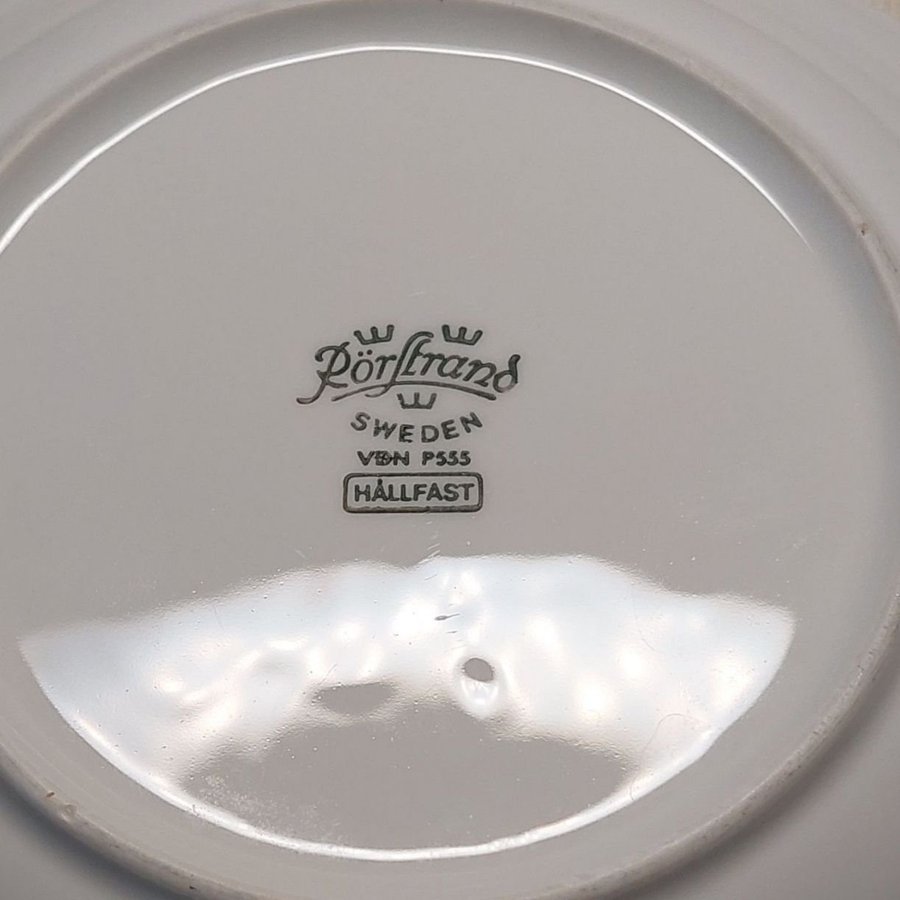 Rörstrand
SWEDEN
VDN P555
HÅLLFAST